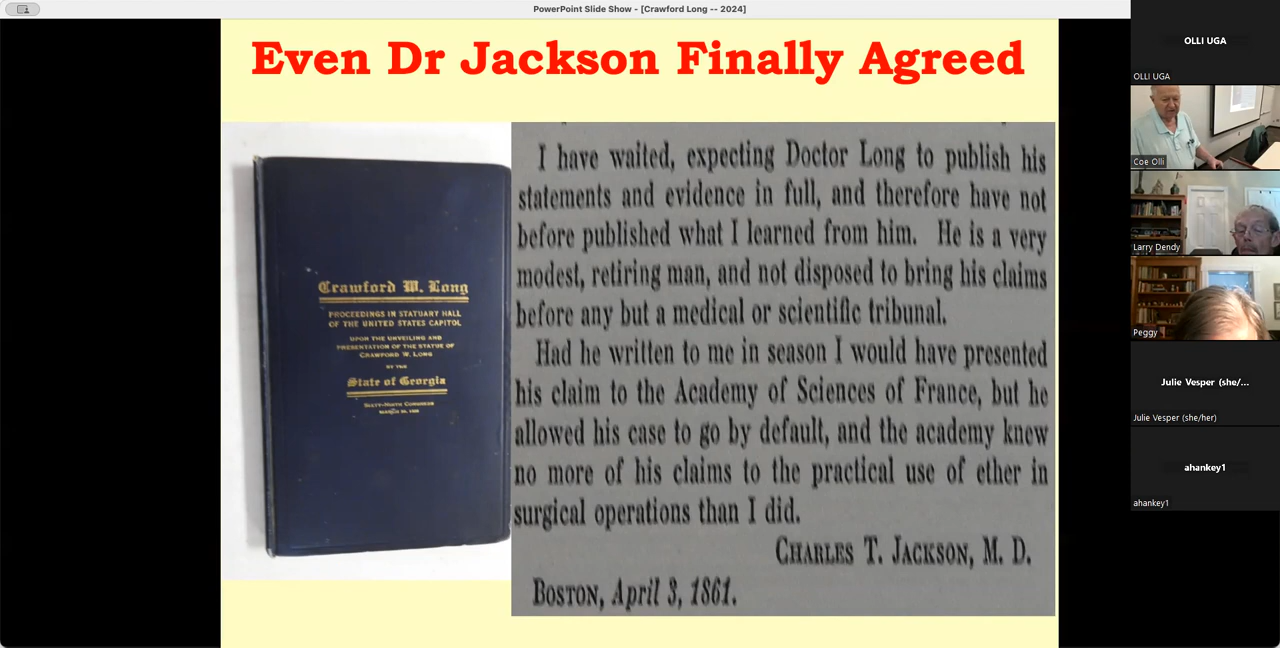 PowerPoint Slide Show - [Crawford Long -- 2024]
Even Dr Jackson Finally Agreed
Crawford W. Long
PROCEEDINGS IN STATUARY HALL
OF THE UNITED STATES CAPITOL
UPON THE UNVEILING AND
PRESENTATION OF THE STATUE OF
CRAWFORD W. LONG
BY THE
State of Georgia
SIXTY-NINTH CONGRESS
I have waited, expecting Doctor Long to publish his
statements and evidence in full, and therefore have not
before published what I learned from him. He is a very
modest, retiring man, and not disposed to bring his claims
before any but a medical or scientific tribunal.
Had he written to me in season I would have presented
his claim to the Academy of Sciences of France, but he
allowed his case to go by default, and the academy knew
no more of his claims to the practical use of ether in
surgical operations than I did.
CHARLES T. JACKSON, M. D.
BOSTON, April 3, 1861.
OLLI UGA
OLLI UGA
Coe Olli
Larry Dendy
Peggy
Julie Vesper (she/...
Julie Vesper (she/her)
ahankey1
ahankey1